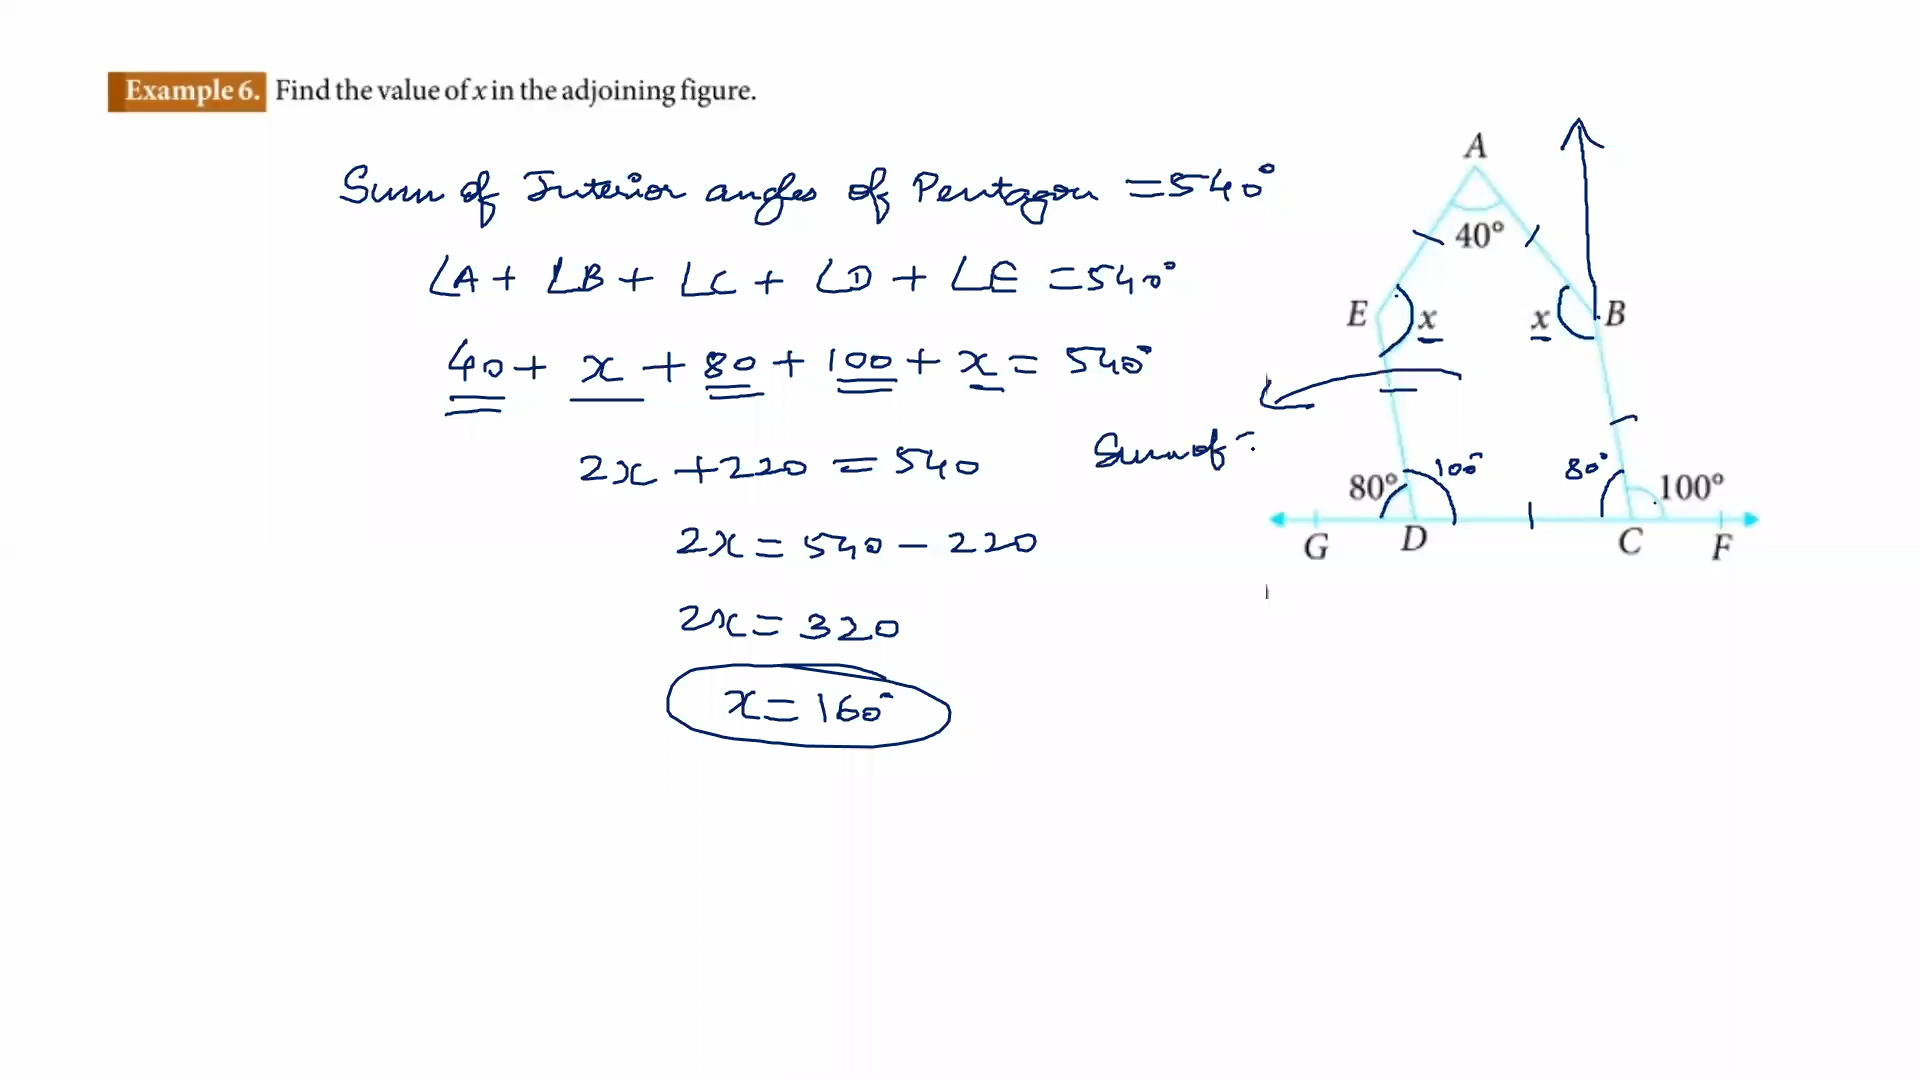 Example 6. Find the value of x in the adjoining figure.
Sum of Interior angles of Pentagon = 540°
∠A + ∠B + ∠C + ∠D + ∠E = 540°
40 + x + 80 + 100 + x = 540°
2x + 220 = 540
Sum of
2x = 540 - 220
2x = 320
x = 160°
A
40°
E x x B
80° 100° 80° 100°
G D C F